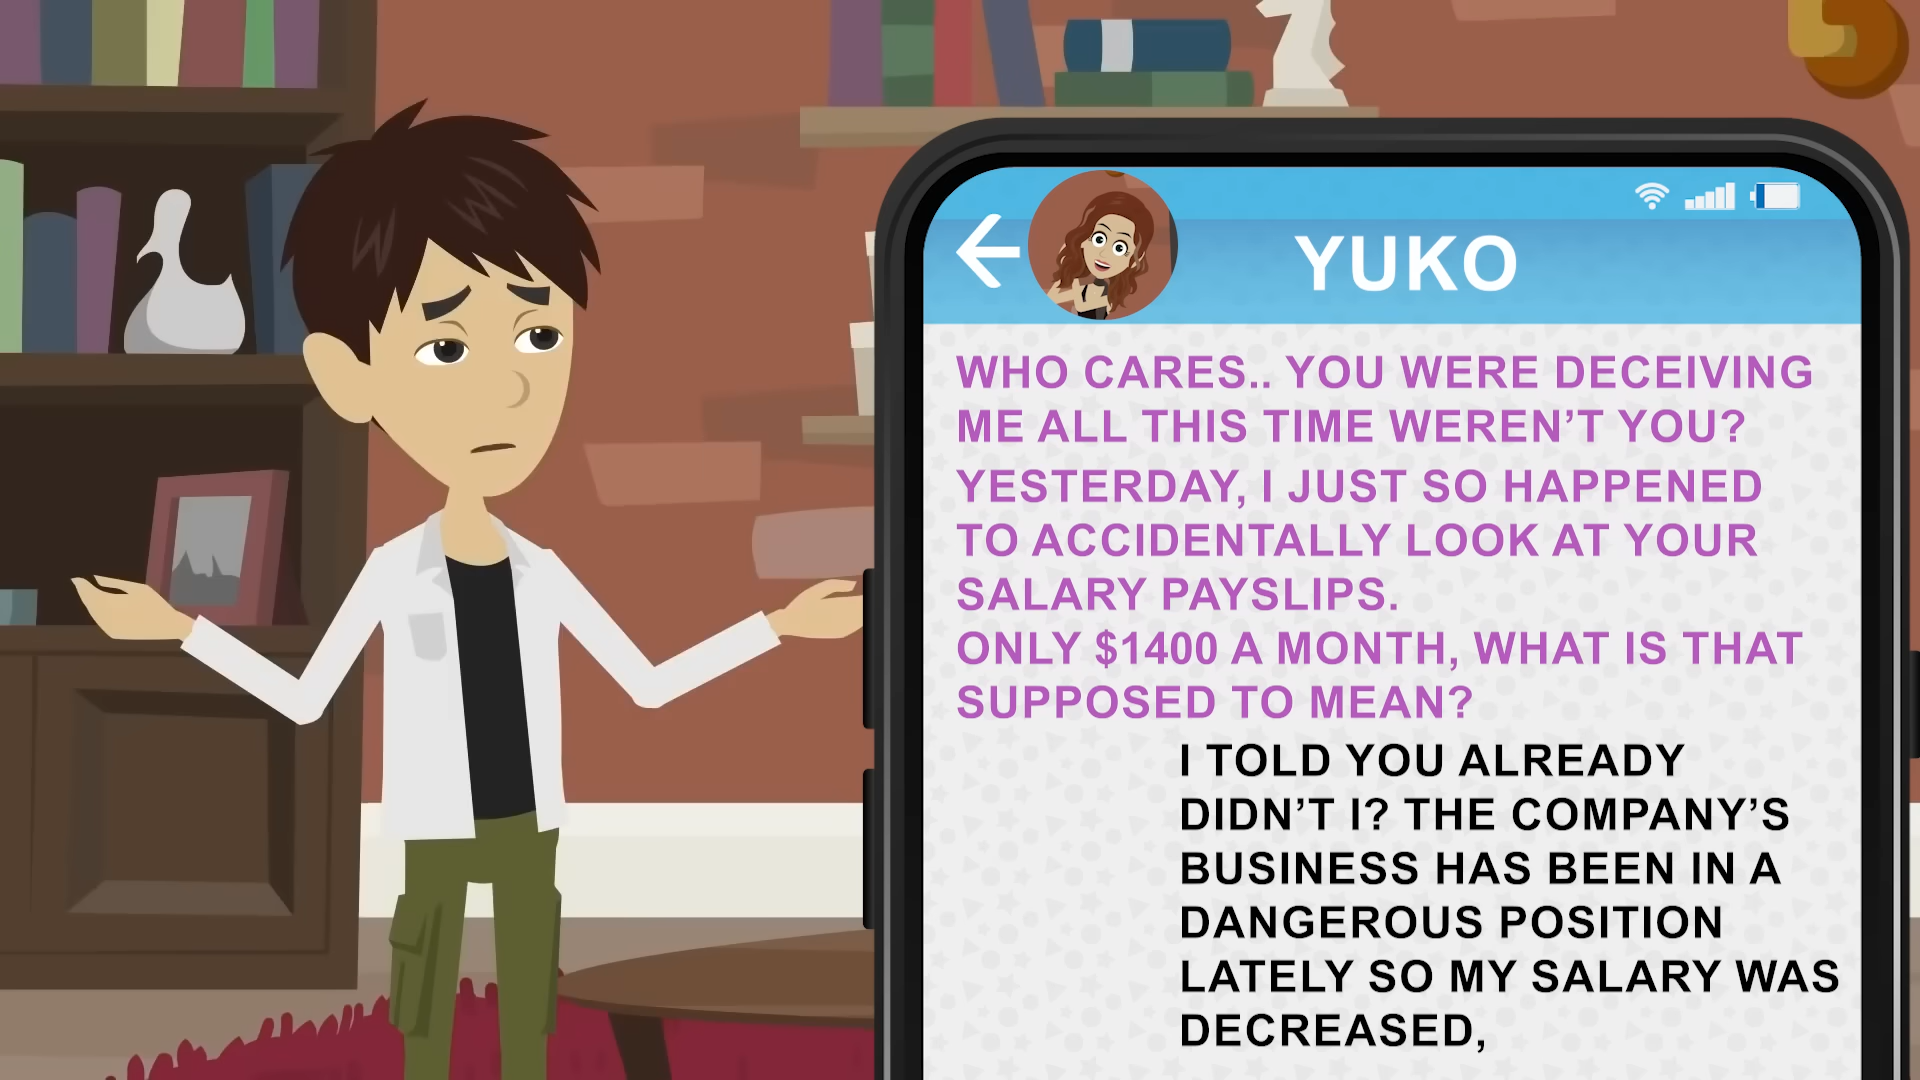 YUKO
WHO CARES.. YOU WERE DECEIVING
ME ALL THIS TIME WEREN’T YOU?
YESTERDAY, I JUST SO HAPPENED
TO ACCIDENTALLY LOOK AT YOUR
SALARY PAYSLIPS.
ONLY $1400 A MONTH, WHAT IS THAT
SUPPOSED TO MEAN?
I TOLD YOU ALREADY
DIDN’T I? THE COMPANY’S
BUSINESS HAS BEEN IN A
DANGEROUS POSITION
LATELY SO MY SALARY WAS
DECREASED,